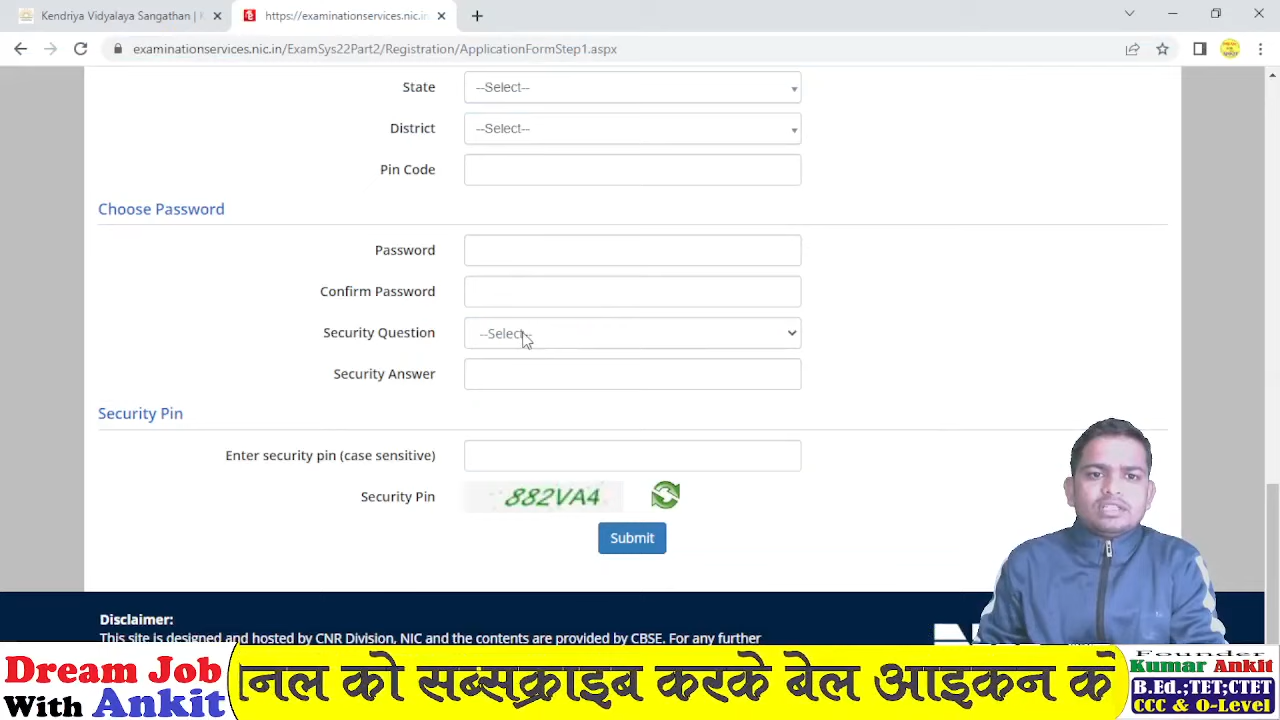 Kendriya Vidyalaya Sangathan |
https://examinationservices.nic.in
examinationservices.nic.in/ExamSys22Part2/Registration/ApplicationFormStep1.aspx
State --Select--
District --Select--
Pin Code
Choose Password
Password
Confirm Password
Security Question --Select--
Security Answer
Security Pin
Enter security pin (case sensitive)
Security Pin 882VA4
Submit
Disclaimer:
This site is designed and hosted by CNR Division, NIC and the contents are provided by CBSE. For any further
Dream Job
With Ankit
को सब्सक्राइब करके बेल आइकन
Founder
Kumar Ankit
B.Ed.;TET;CTET
CCC & O-Level